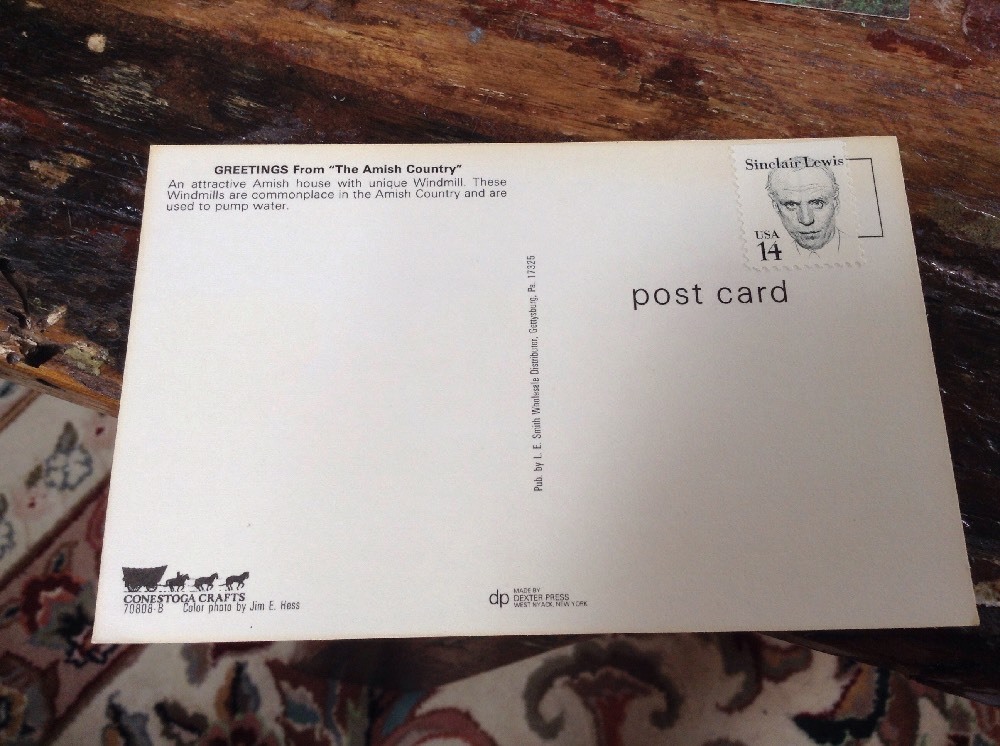 GREETINGS From "The Amish Country"
An attractive Amish house with unique Windmill. These
Windmills are commonplace in the Amish Country and are
used to pump water.
Sinclair Lewis
USA
14
post card
Pub. by L. E. Smith Wholesale Distributor, Gettysburg, Pa. 17325
CONESTOGA CRAFTS
70808-B Color photo by Jim E. Hess
dp
MADE BY
DEXTER PRESS
WEST NYACK, NEW YORK